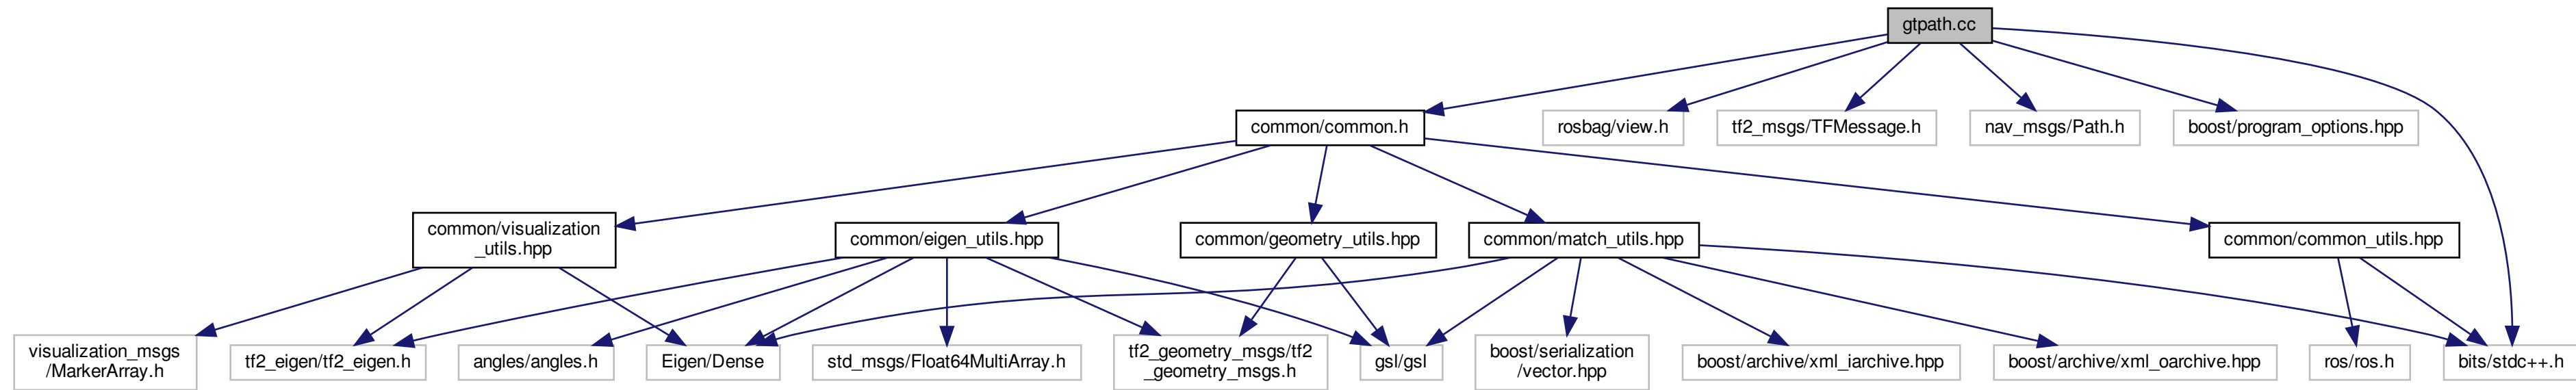 gtpath.cc
common/common.h
rosbag/view.h
tf2_msgs/TFMessage.h
nav_msgs/Path.h
boost/program_options.hpp
common/visualization
_utils.hpp
common/eigen_utils.hpp
common/geometry_utils.hpp
common/match_utils.hpp
common/common_utils.hpp
visualization_msgs
/MarkerArray.h
tf2_eigen/tf2_eigen.h
angles/angles.h
Eigen/Dense
std_msgs/Float64MultiArray.h
tf2_geometry_msgs/tf2
_geometry_msgs.h
gsl/gsl
boost/serialization
/vector.hpp
boost/archive/xml_iarchive.hpp
boost/archive/xml_oarchive.hpp
ros/ros.h
bits/stdc++.h